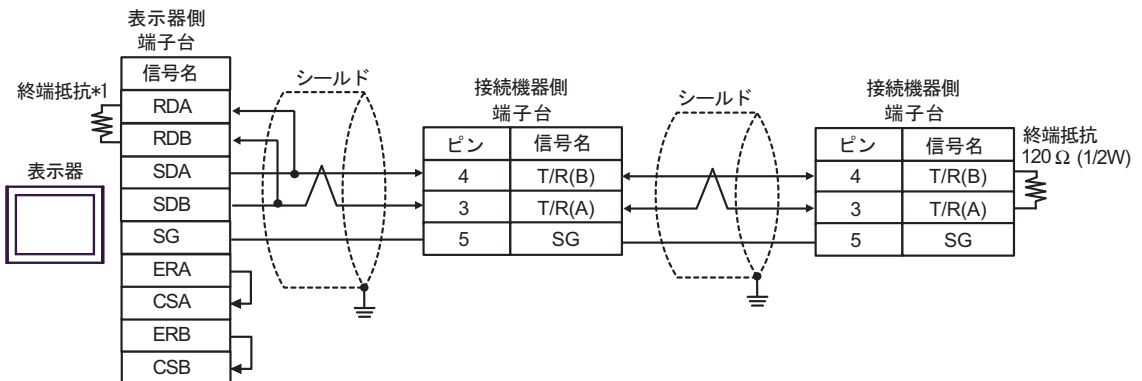 表示器側
端子台
信号名
終端抵抗*1
RDA
RDB
SDA
SDB
SG
ERA
CSA
ERB
CSB
表示器
シールド
接続機器側
端子台
ピン 信号名
4 T/R(B)
3 T/R(A)
5 SG
シールド
接続機器側
端子台
ピン 信号名
4 T/R(B)
3 T/R(A)
5 SG
終端抵抗
120 Ω (1/2W)